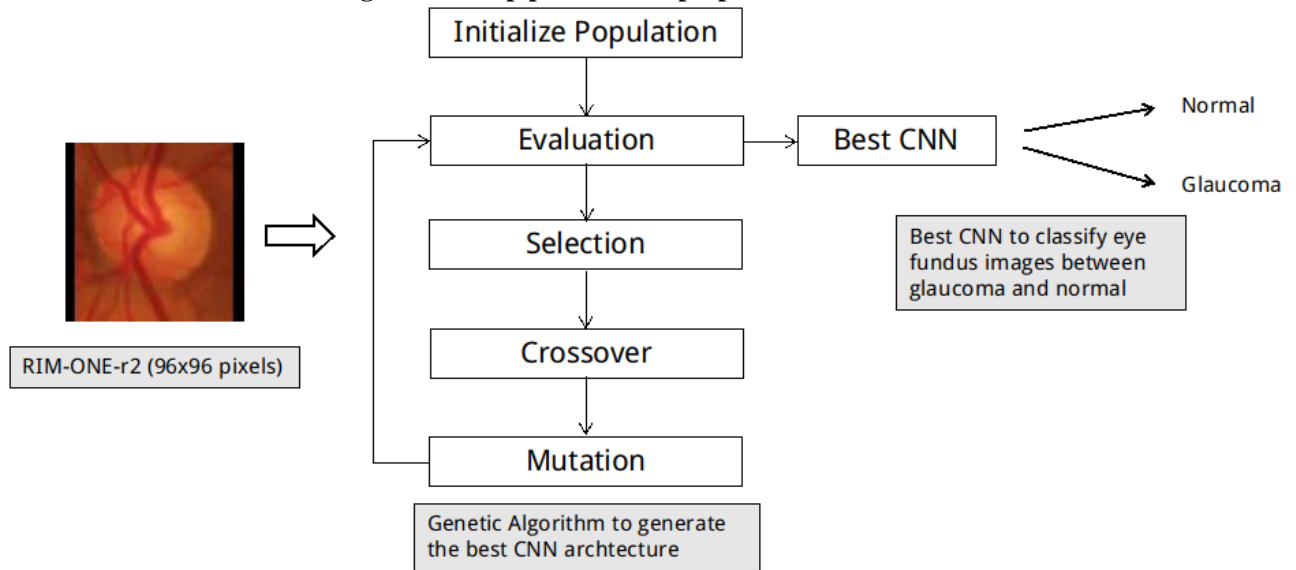 Initialize Population
Evaluation
Best CNN
Normal
Glaucoma
Selection
Best CNN to classify eye
fundus images between
glaucoma and normal
Crossover
RIM-ONE-r2 (96x96 pixels)
Mutation
Genetic Algorithm to generate
the best CNN archtecture